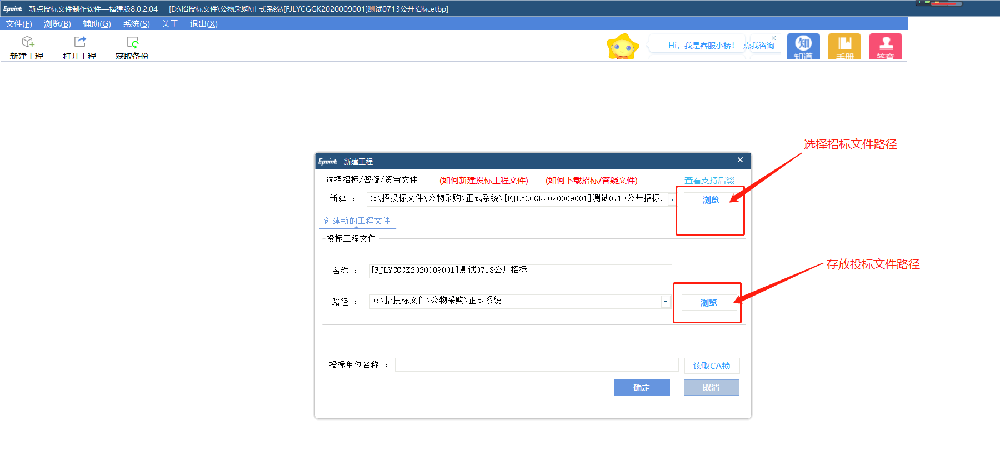 Epoint 新点投标文件制作软件—福建版8.0.2.04 [D:\招投标文件\公物采购\正式系统\[FJLYCGGK2020009001]测试0713公开招标.etbp]
文件(F) 浏览(B) 辅助(G) 系统(S) 关于 退出(X)
新建工程 打开工程 获取备份
Hi，我是客服小桥！ 点我咨询
知
知道 手册 签章
选择招标文件路径
Epoint 新建工程
选择招标/答疑/资审文件 (如何新建投标工程文件) (如何下载招标/答疑文件) 查看支持后缀
新建 ： D:\招投标文件\公物采购\正式系统\[FJLYCGGK2020009001]测试0713公开招标. 浏览
创建新的工程文件
投标工程文件
名称 ： [FJLYCGGK2020009001]测试0713公开招标
存放投标文件路径
路径 ： D:\招投标文件\公物采购\正式系统 浏览
投标单位名称 ： 读取CA锁
确定 取消